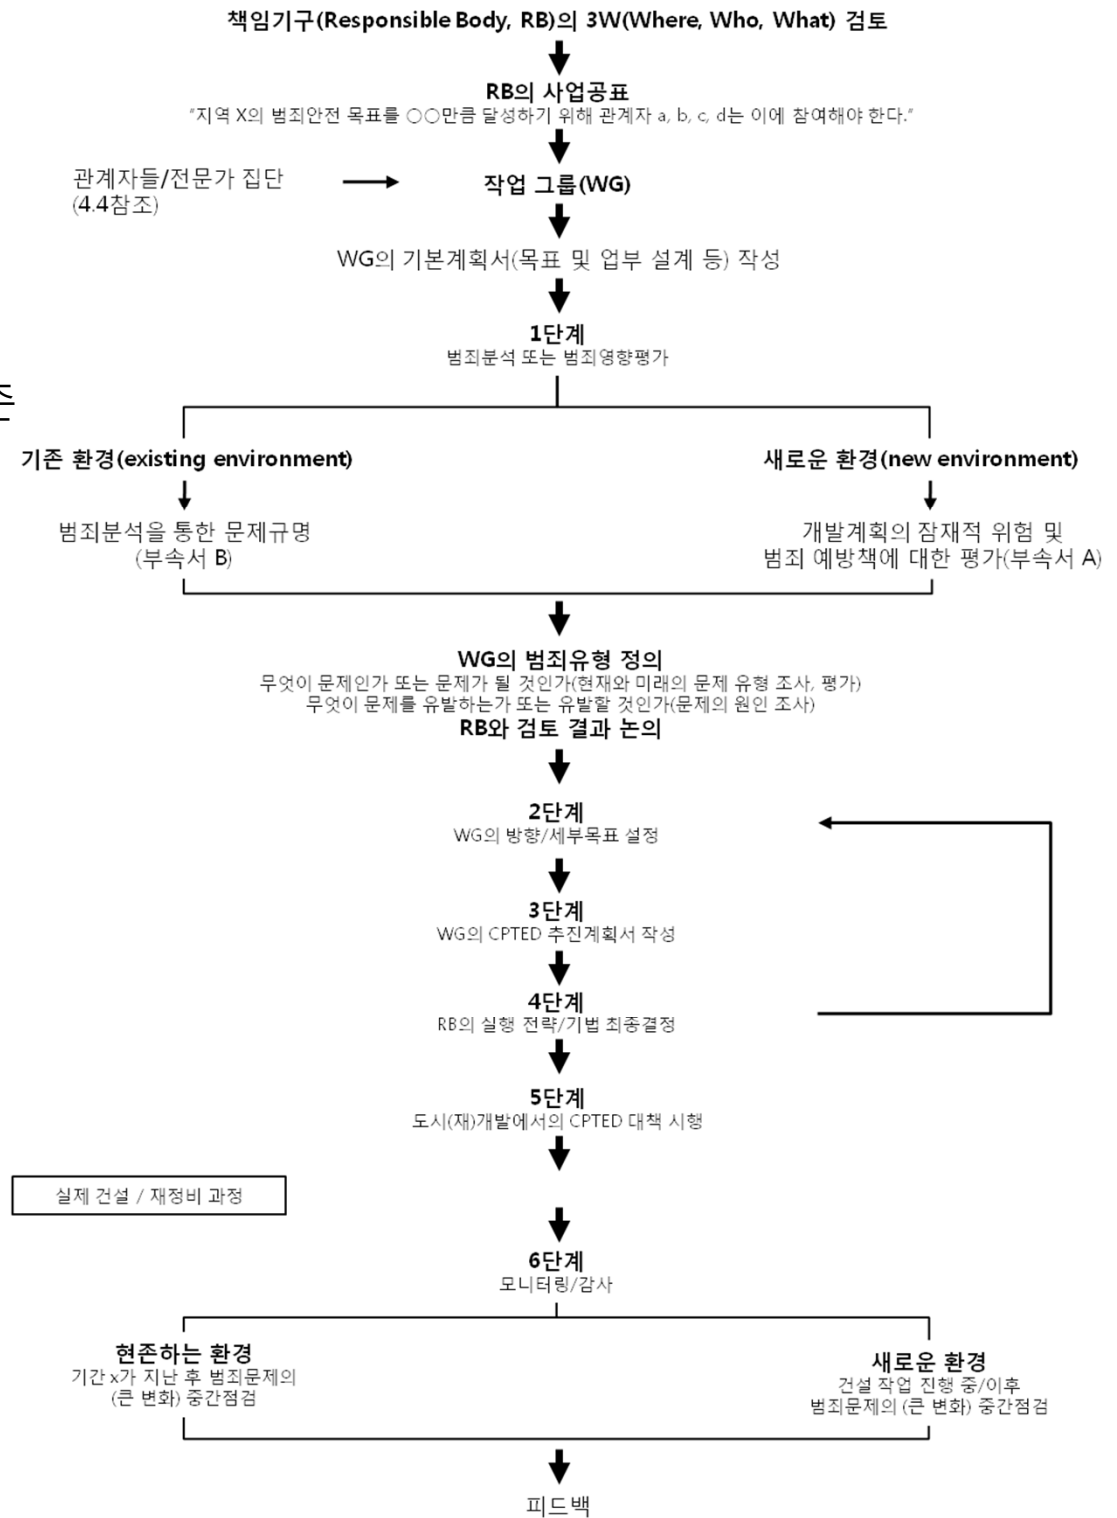 책임기구(Responsible Body, RB)의 3W(Where, Who, What) 검토
RB의 사업공표
“지역 X의 범죄안전 목표를 ○○만큼 달성하기 위해 관계자 a, b, c, d는 이에 참여해야 한다.”
관계자들/전문가 집단
(4.4참조)
작업 그룹(WG)
WG의 기본계획서(목표 및 업부 설계 등) 작성
1단계
범죄분석 또는 범죄영향평가
기존 환경(existing environment)
새로운 환경(new environment)
범죄분석을 통한 문제규명
(부속서 B)
개발계획의 잠재적 위험 및
범죄 예방책에 대한 평가(부속서 A)
WG의 범죄유형 정의
무엇이 문제인가 또는 문제가 될 것인가(현재와 미래의 문제 유형 조사, 평가)
무엇이 문제를 유발하는가 또는 유발할 것인가(문제의 원인 조사)
RB와 검토 결과 논의
2단계
WG의 방향/세부목표 설정
3단계
WG의 CPTED 추진계획서 작성
4단계
RB의 실행 전략/기법 최종결정
5단계
도시(재)개발에서의 CPTED 대책 시행
실제 건설 / 재정비 과정
6단계
모니터링/감사
현존하는 환경
기간 x가 지난 후 범죄문제의
(큰 변화) 중간점검
새로운 환경
건설 작업 진행 중/이후
범죄문제의 (큰 변화) 중간점검
피드백